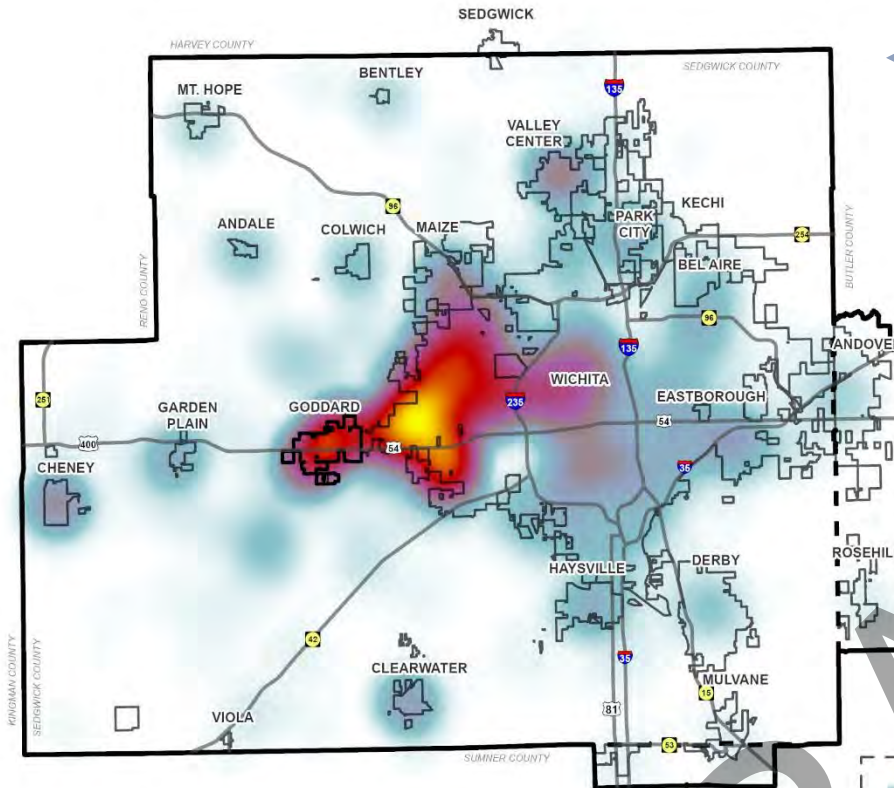 SEDGWICK
HARVEY COUNTY
SEDGWICK COUNTY
BENTLEY
135
MT. HOPE
VALLEY
CENTER
96
KECHI
PARK
CITY
ANDALE
COLWICH
MAIZE
254
BEL AIRE
BUTLER COUNTY
RENO COUNTY
96
135
ANDOVE
WICHITA
251
235
EASTBOROUGH
GARDEN
PLAIN
GODDARD
54
400
54
CHENEY
35
HAYSVILLE
DERBY
ROSEHIL
42
KINGMAN COUNTY
SEDGWICK COUNTY
35
CLEARWATER
MULVANE
15
81
VIOLA
53
SUMNER COUNTY